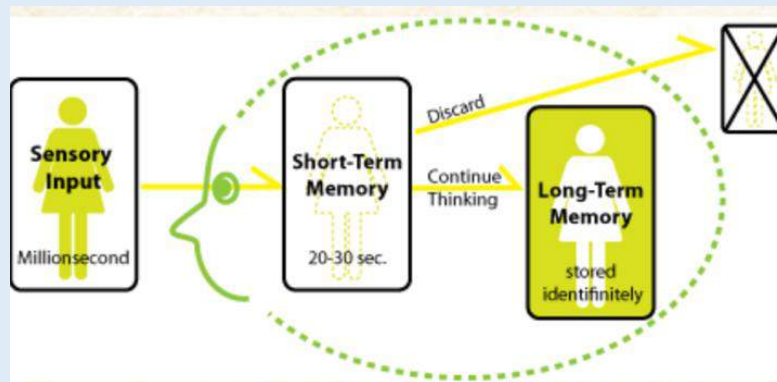 Sensory
Input
Millionsecond
Short-Term
Memory
20-30 sec.
Discard
Continue
Thinking
Long-Term
Memory
stored
identifinitely